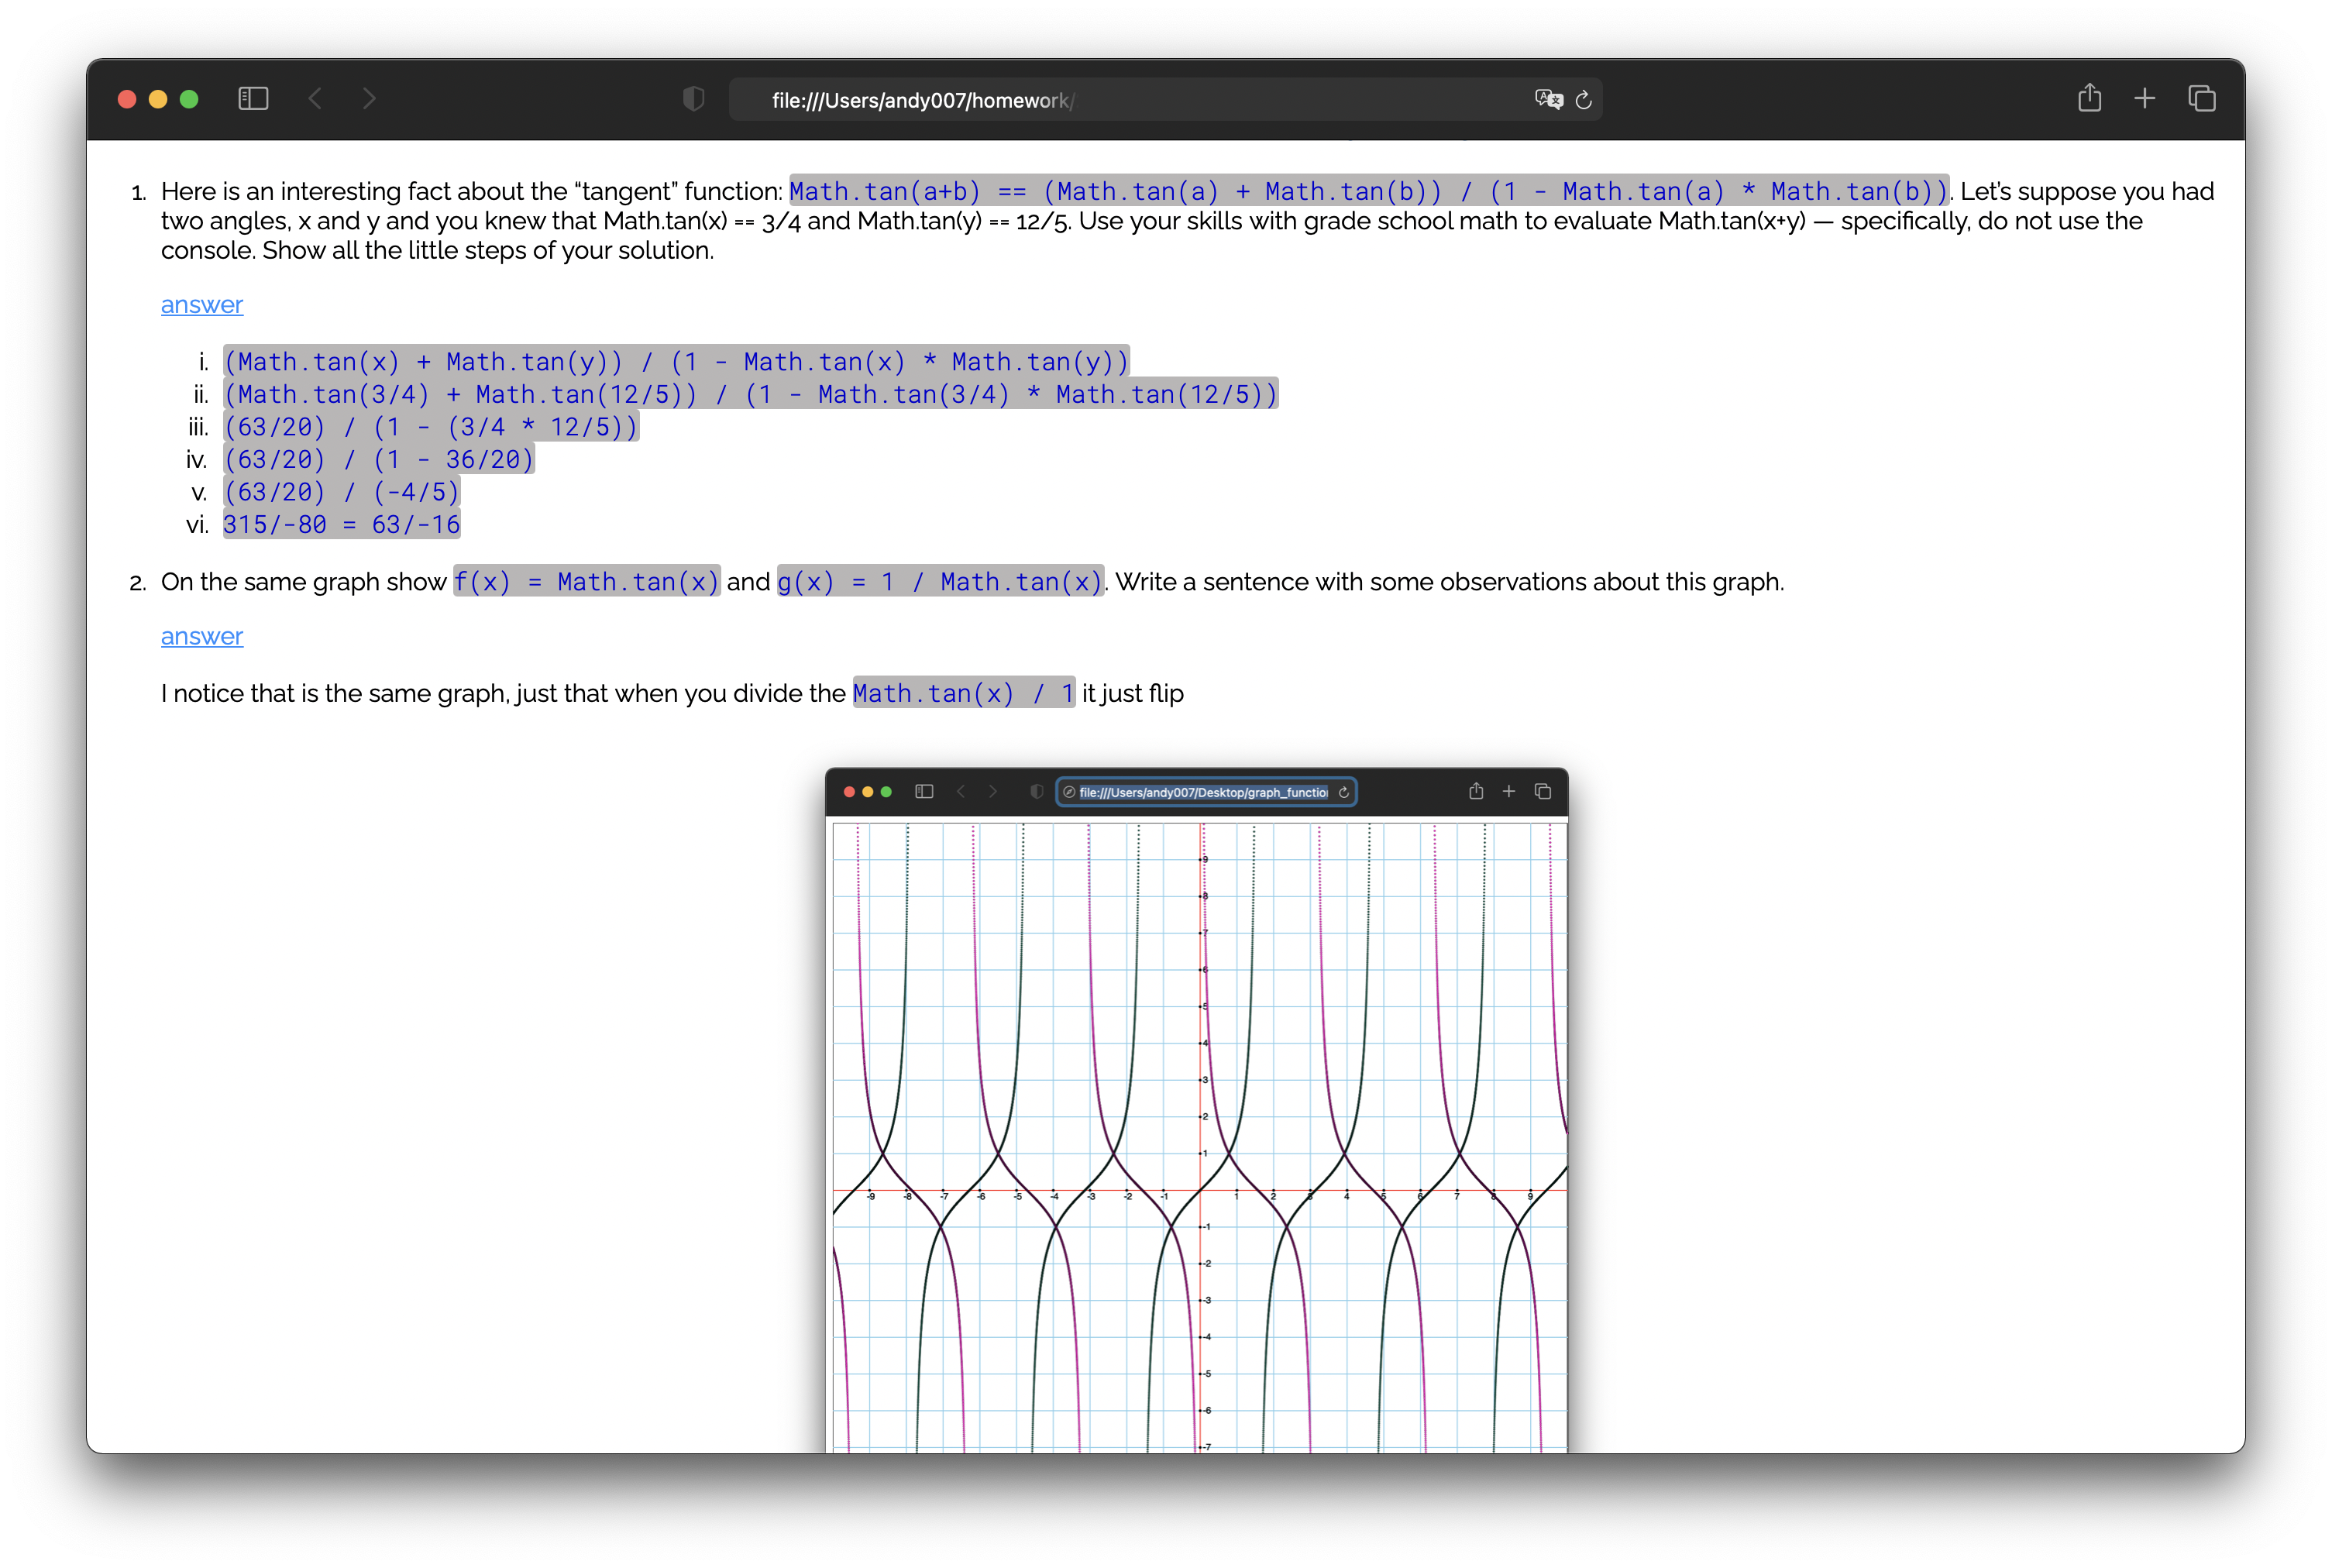 file:///Users/andy007/homework/
1. Here is an interesting fact about the “tangent” function: Math.tan(a+b) == (Math.tan(a) + Math.tan(b)) / (1 - Math.tan(a) * Math.tan(b)). Let's suppose you had
two angles, x and y and you knew that Math.tan(x) == 3/4 and Math.tan(y) == 12/5. Use your skills with grade school math to evaluate Math.tan(x+y) — specifically, do not use the
console. Show all the little steps of your solution.
answer
i. (Math.tan(x) + Math.tan(y)) / (1 - Math.tan(x) * Math.tan(y))
ii. (Math.tan(3/4) + Math.tan(12/5)) / (1 - Math.tan(3/4) * Math.tan(12/5))
iii. (63/20) / (1 - (3/4 * 12/5))
iv. (63/20) / (1 - 36/20)
v. (63/20) / (-4/5)
vi. 315/-80 = 63/-16
2. On the same graph show f(x) = Math.tan(x) and g(x) = 1 / Math.tan(x). Write a sentence with some observations about this graph.
answer
I notice that is the same graph, just that when you divide the Math.tan(x) / 1 it just flip
file:///Users/andy007/Desktop/graph_functio
9
8
7
6
5
4
3
2
1
-9 -8 -7 -6 -5 -4 -3 -2 -1 1 2 3 4 5 6 7 8 9
-1
-2
-3
-4
-5
-6
-7